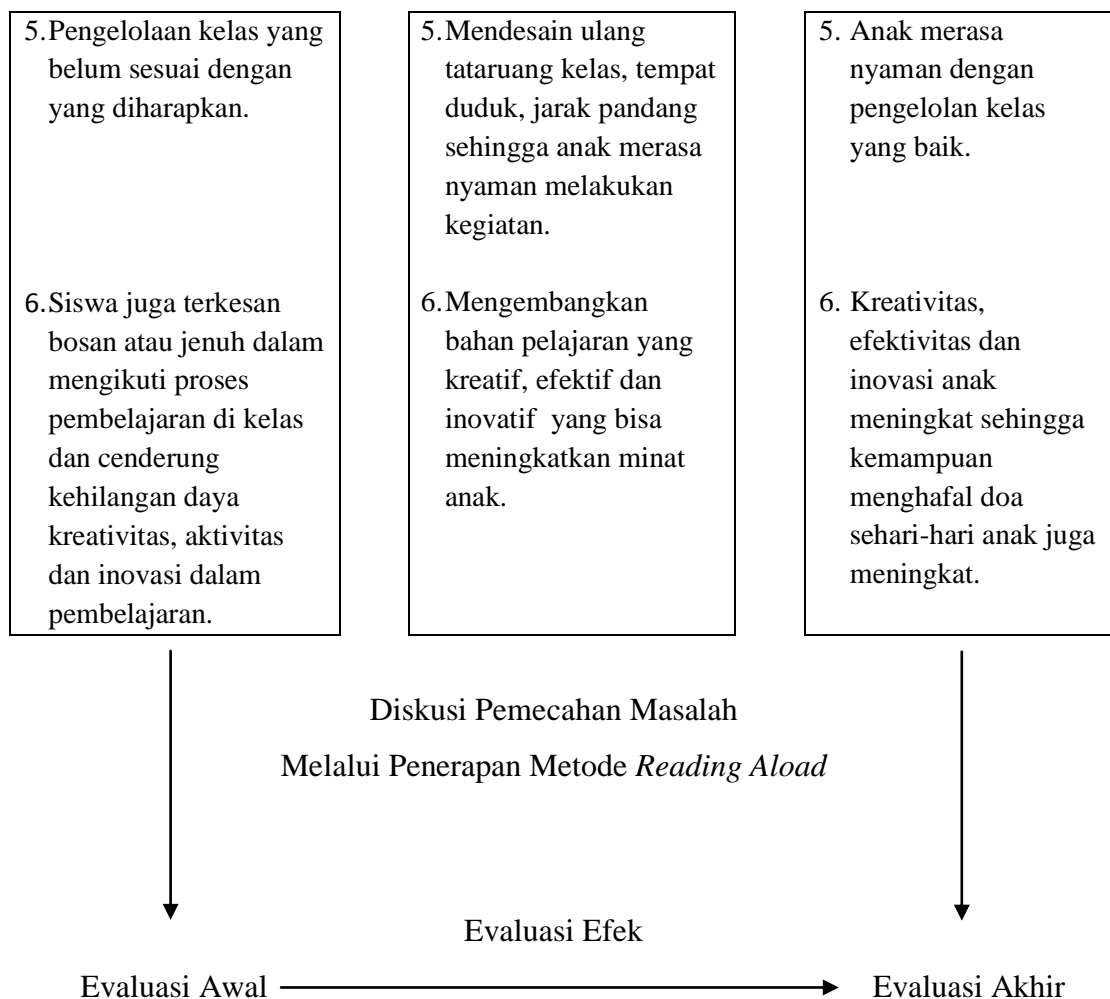 5.Pengelolaan kelas yang
belum sesuai dengan
yang diharapkan.
6.Siswa juga terkesan
bosan atau jenuh dalam
mengikuti proses
pembelajaran di kelas
dan cenderung
kehilangan daya
kreativitas, aktivitas
dan inovasi dalam
pembelajaran.
5.Mendesain ulang
tataruang kelas, tempat
duduk, jarak pandang
sehingga anak merasa
nyaman melakukan
kegiatan.
6.Mengembangkan
bahan pelajaran yang
kreatif, efektif dan
inovatif yang bisa
meningkatkan minat
anak.
5. Anak merasa
nyaman dengan
pengelolan kelas
yang baik.
6. Kreativitas,
efektivitas dan
inovasi anak
meningkat sehingga
kemampuan
menghafal doa
sehari-hari anak juga
meningkat.
Diskusi Pemecahan Masalah
Melalui Penerapan Metode Reading Aload
Evaluasi Efek
Evaluasi Awal
Evaluasi Akhir